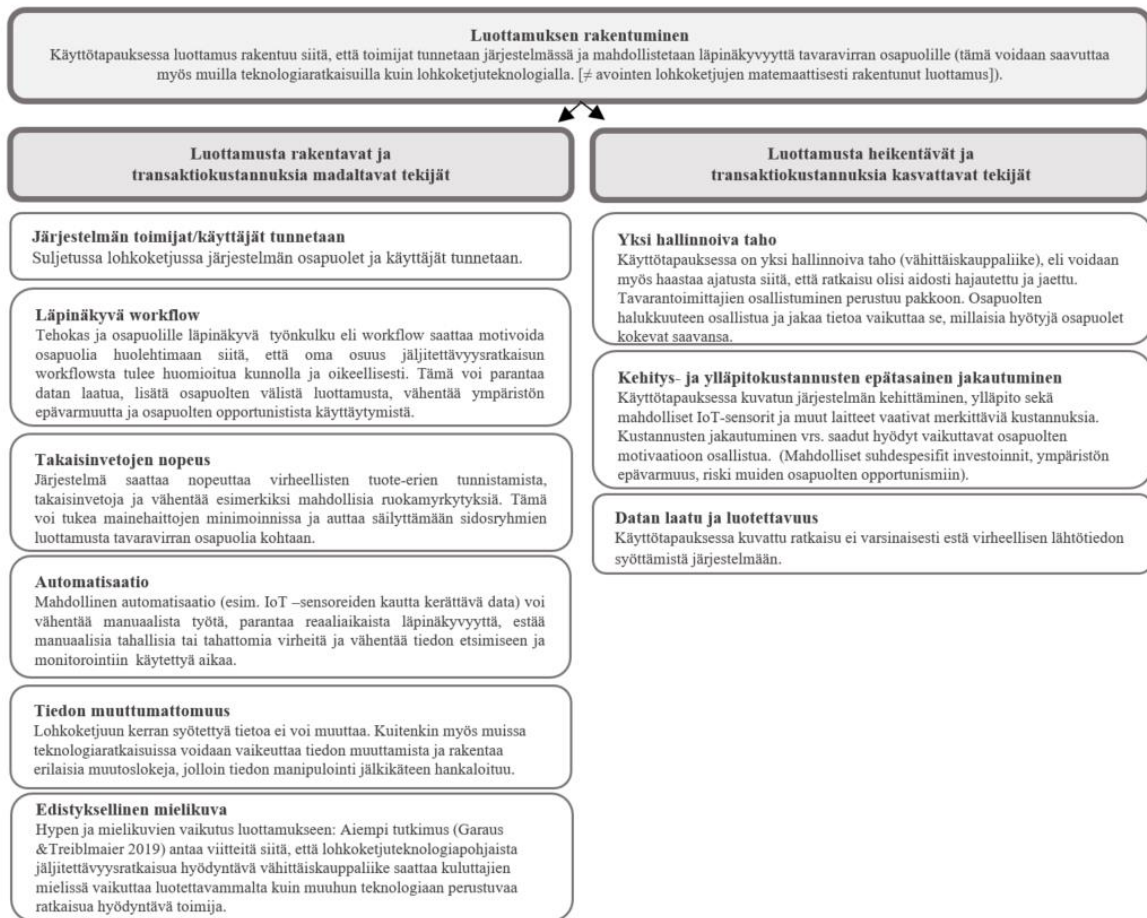 Luottamuksen rakentuminen
Käyttötapauksessa luottamus rakentuu siitä, että toimijat tunnetaan järjestelmässä ja mahdollistetaan läpinäkyvyyttä tavaravirran osapuolille (tämä voidaan saavuttaa
myös muilla teknologiaratkaisuilla kuin lohkoketjuteknologialla. [≠ avointen lohkoketjujen matemaattisesti rakentunut luottamus]).
Luottamusta rakentavat ja
transaktiokustannuksia madaltavat tekijät
Järjestelmän toimijat/käyttäjät tunnetaan
Suljetussa lohkoketjussa järjestelmän osapuolet ja käyttäjät tunnetaan.
Läpinäkyvä workflow
Tehokas ja osapuolille läpinäkyvä työnkulku eli workflow saattaa motivoida
osapuolia huolehtimaan siitä, että oma osuus jäljitettävyysratkaisun
workflowsta tulee huomioitua kunnolla ja oikeellisesti. Tämä voi parantaa
datan laatua, lisätä osapuolten välistä luottamusta, vähentää ympäristön
epävarmuutta ja osapuolten opportunistista käyttäytymistä.
Takaisinvetojen nopeus
Järjestelmä saattaa nopeuttaa virheellisten tuote-erien tunnistamista,
takaisinvetoja ja vähentää esimerkiksi mahdollisia ruokamyrkytyksiä. Tämä
voi tukea mainehaittojen minimoinnissa ja auttaa säilyttämään sidosryhmien
luottamusta tavaravirran osapuolia kohtaan.
Automatisaatio
Mahdollinen automatisaatio (esim. IoT –sensoreiden kautta kerättävä data) voi
vähentää manuaalista työtä, parantaa reaaliaikaista läpinäkyvyyttä, estää
manuaalisia tahallisia tai tahattomia virheitä ja vähentää tiedon etsimiseen ja
monitorointiin käytettyä aikaa.
Tiedon muuttumattomuus
Lohkoketjuun kerran syötettyä tietoa ei voi muuttaa. Kuitenkin myös muissa
teknologiaratkaisuissa voidaan vaikeuttaa tiedon muuttamista ja rakentaa
erilaisia muutoslokeja, jolloin tiedon manipulointi jälkikäteen hankaloituu.
Edistyksellinen mielikuva
Hypen ja mielikuvien vaikutus luottamukseen: Aiempi tutkimus (Garaus
&Treiblmaier 2019) antaa viitteitä siitä, että lohkoketjuteknologiapohjaista
jäljitettävyysratkaisua hyödyntävä vähittäiskauppaliike saattaa kuluttajien
mielissä vaikuttaa luotettavammalta kuin muuhun teknologiaan perustuvaa
ratkaisua hyödyntävä toimija.
Luottamusta heikentävät ja
transaktiokustannuksia kasvattavat tekijät
Yksi hallinnoiva taho
Käyttötapauksessa on yksi hallinnoiva taho (vähittäiskauppaliike), eli voidaan
myös haastaa ajatusta siitä, että ratkaisu olisi aidosti hajautettu ja jaettu.
Tavarantoimittajien osallistuminen perustuu pakkoon. Osapuolten
halukkuuteen osallistua ja jakaa tietoa vaikuttaa se, millaisia hyötyjä osapuolet
kokevat saavansa.
Kehitys- ja ylläpitokustannusten epätasainen jakautuminen
Käyttötapauksessa kuvatun järjestelmän kehittäminen, ylläpito sekä
mahdolliset IoT-sensorit ja muut laitteet vaativat merkittäviä kustannuksia.
Kustannusten jakautuminen vrs. saadut hyödyt vaikuttavat osapuolten
motivaatioon osallistua. (Mahdolliset suhdespesifit investoinnit, ympäristön
epävarmuus, riski muiden osapuolten opportunismiin).
Datan laatu ja luotettavuus
Käyttötapauksessa kuvattu ratkaisu ei varsinaisesti estä virheellisen lähtötiedon
syöttämistä järjestelmään.